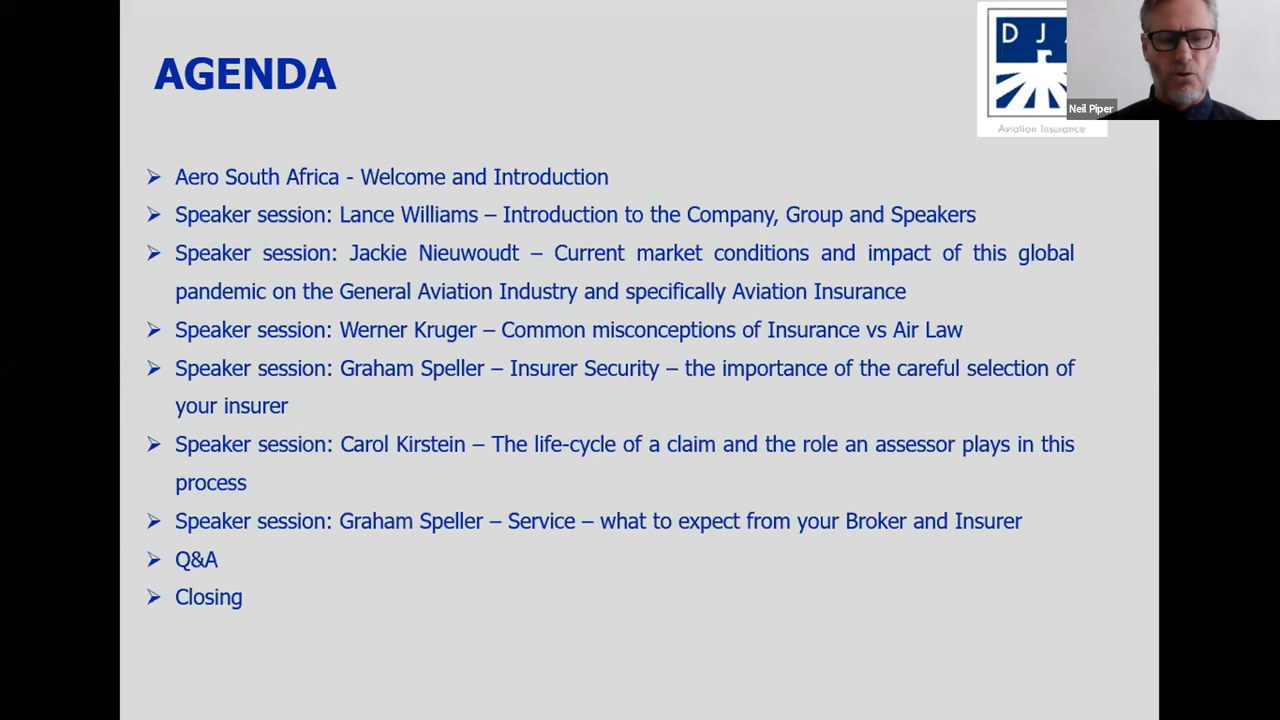 AGENDA
D J
Neil Piper
Aviation Insurance
➢ Aero South Africa - Welcome and Introduction
➢ Speaker session: Lance Williams – Introduction to the Company, Group and Speakers
➢ Speaker session: Jackie Nieuwoudt – Current market conditions and impact of this global
pandemic on the General Aviation Industry and specifically Aviation Insurance
➢ Speaker session: Werner Kruger – Common misconceptions of Insurance vs Air Law
➢ Speaker session: Graham Speller – Insurer Security – the importance of the careful selection of
your insurer
➢ Speaker session: Carol Kirstein – The life-cycle of a claim and the role an assessor plays in this
process
➢ Speaker session: Graham Speller – Service – what to expect from your Broker and Insurer
➢ Q&A
➢ Closing